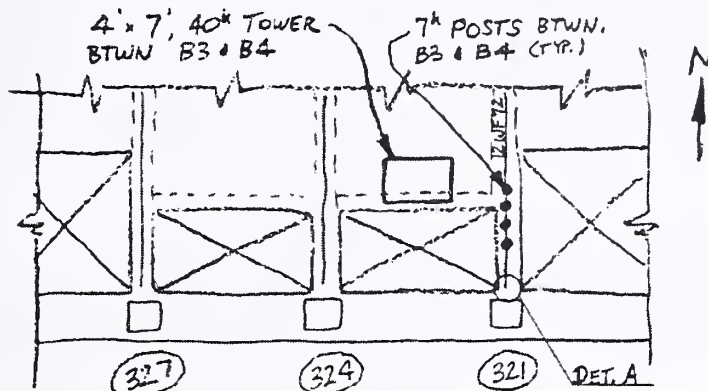 4' x 7', 40ᵏ TOWER
BTWN B3 & B4
7ᵏ POSTS BTWN.
B3 & B4 (TYP.)
N
12WF72
327
324
321
DET. A